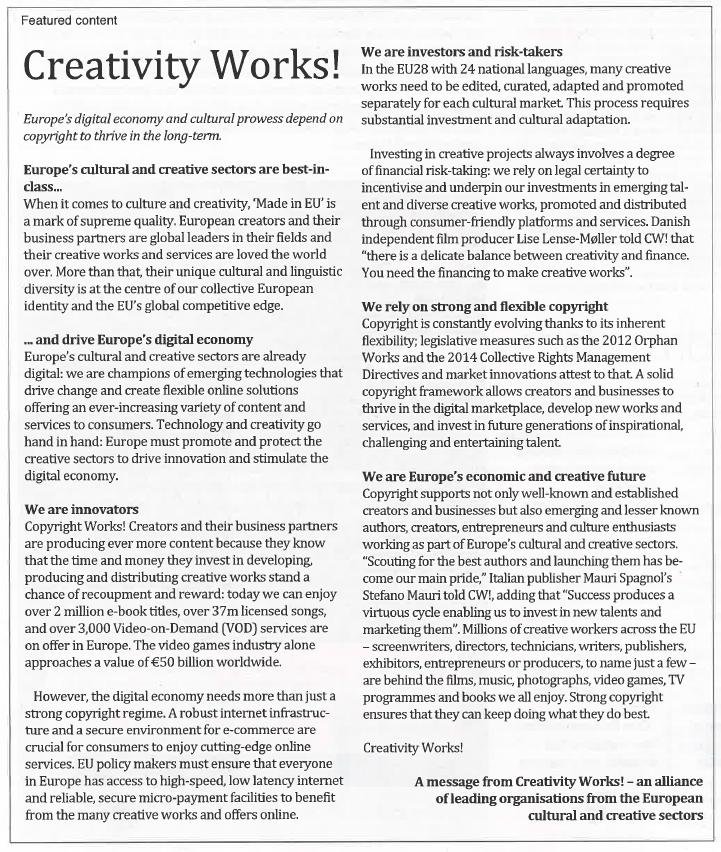 Featured content
Creativity Works!
Europe's digital economy and cultural prowess depend on
copyright to thrive in the long-term.
Europe's cultural and creative sectors are best-in-
class...
When it comes to culture and creativity, 'Made in EU' is
a mark of supreme quality. European creators and their
business partners are global leaders in their fields and
their creative works and services are loved the world
over. More than that, their unique cultural and linguistic
diversity is at the centre of our collective European
identity and the EU's global competitive edge.
... and drive Europe's digital economy
Europe's cultural and creative sectors are already
digital: we are champions of emerging technologies that
drive change and create flexible online solutions
offering an ever-increasing variety of content and
services to consumers. Technology and creativity go
hand in hand: Europe must promote and protect the
creative sectors to drive innovation and stimulate the
digital economy.
We are innovators
Copyright Works! Creators and their business partners
are producing ever more content because they know
that the time and money they invest in developing,
producing and distributing creative works stand a
chance of recoupment and reward: today we can enjoy
over 2 million e-book titles, over 37m licensed songs,
and over 3,000 Video-on-Demand (VOD) services are
on offer in Europe. The video games industry alone
approaches a value of €50 billion worldwide.
However, the digital economy needs more than just a
strong copyright regime. A robust internet infrastruc-
ture and a secure environment for e-commerce are
crucial for consumers to enjoy cutting-edge online
services. EU policy makers must ensure that everyone
in Europe has access to high-speed, low latency internet
and reliable, secure micro-payment facilities to benefit
from the many creative works and offers online.
We are investors and risk-takers
In the EU28 with 24 national languages, many creative
works need to be edited, curated, adapted and promoted
separately for each cultural market. This process requires
substantial investment and cultural adaptation.
Investing in creative projects always involves a degree
of financial risk-taking: we rely on legal certainty to
incentivise and underpin our investments in emerging tal-
ent and diverse creative works, promoted and distributed
through consumer-friendly platforms and services. Danish
independent film producer Lise Lense-Møller told CW! that
"there is a delicate balance between creativity and finance.
You need the financing to make creative works".
We rely on strong and flexible copyright
Copyright is constantly evolving thanks to its inherent
flexibility; legislative measures such as the 2012 Orphan
Works and the 2014 Collective Rights Management
Directives and market innovations attest to that. A solid
copyright framework allows creators and businesses to
thrive in the digital marketplace, develop new works and
services, and invest in future generations of inspirational,
challenging and entertaining talent.
We are Europe's economic and creative future
Copyright supports not only well-known and established
creators and businesses but also emerging and lesser known
authors, creators, entrepreneurs and culture enthusiasts
working as part of Europe's cultural and creative sectors.
"Scouting for the best authors and launching them has be-
come our main pride," Italian publisher Mauri Spagnol's
Stefano Mauri told CW!, adding that "Success produces a
virtuous cycle enabling us to invest in new talents and
marketing them". Millions of creative workers across the EU
– screenwriters, directors, technicians, writers, publishers,
exhibitors, entrepreneurs or producers, to name just a few –
are behind the films, music, photographs, video games, TV
programmes and books we all enjoy. Strong copyright
ensures that they can keep doing what they do best.
Creativity Works!
A message from Creativity Works! – an alliance
of leading organisations from the European
cultural and creative sectors